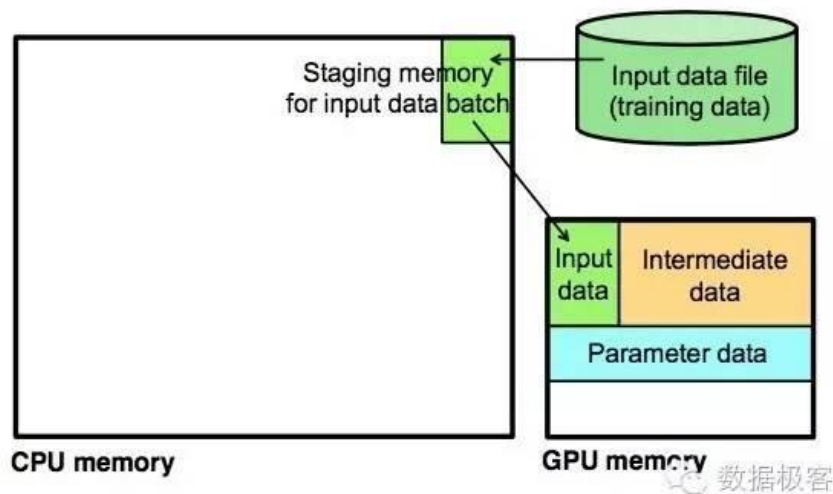 Staging memory
for input data batch
Input data file
(training data)
Input
data
Intermediate
data
Parameter data
CPU memory
GPU memory
数据极客